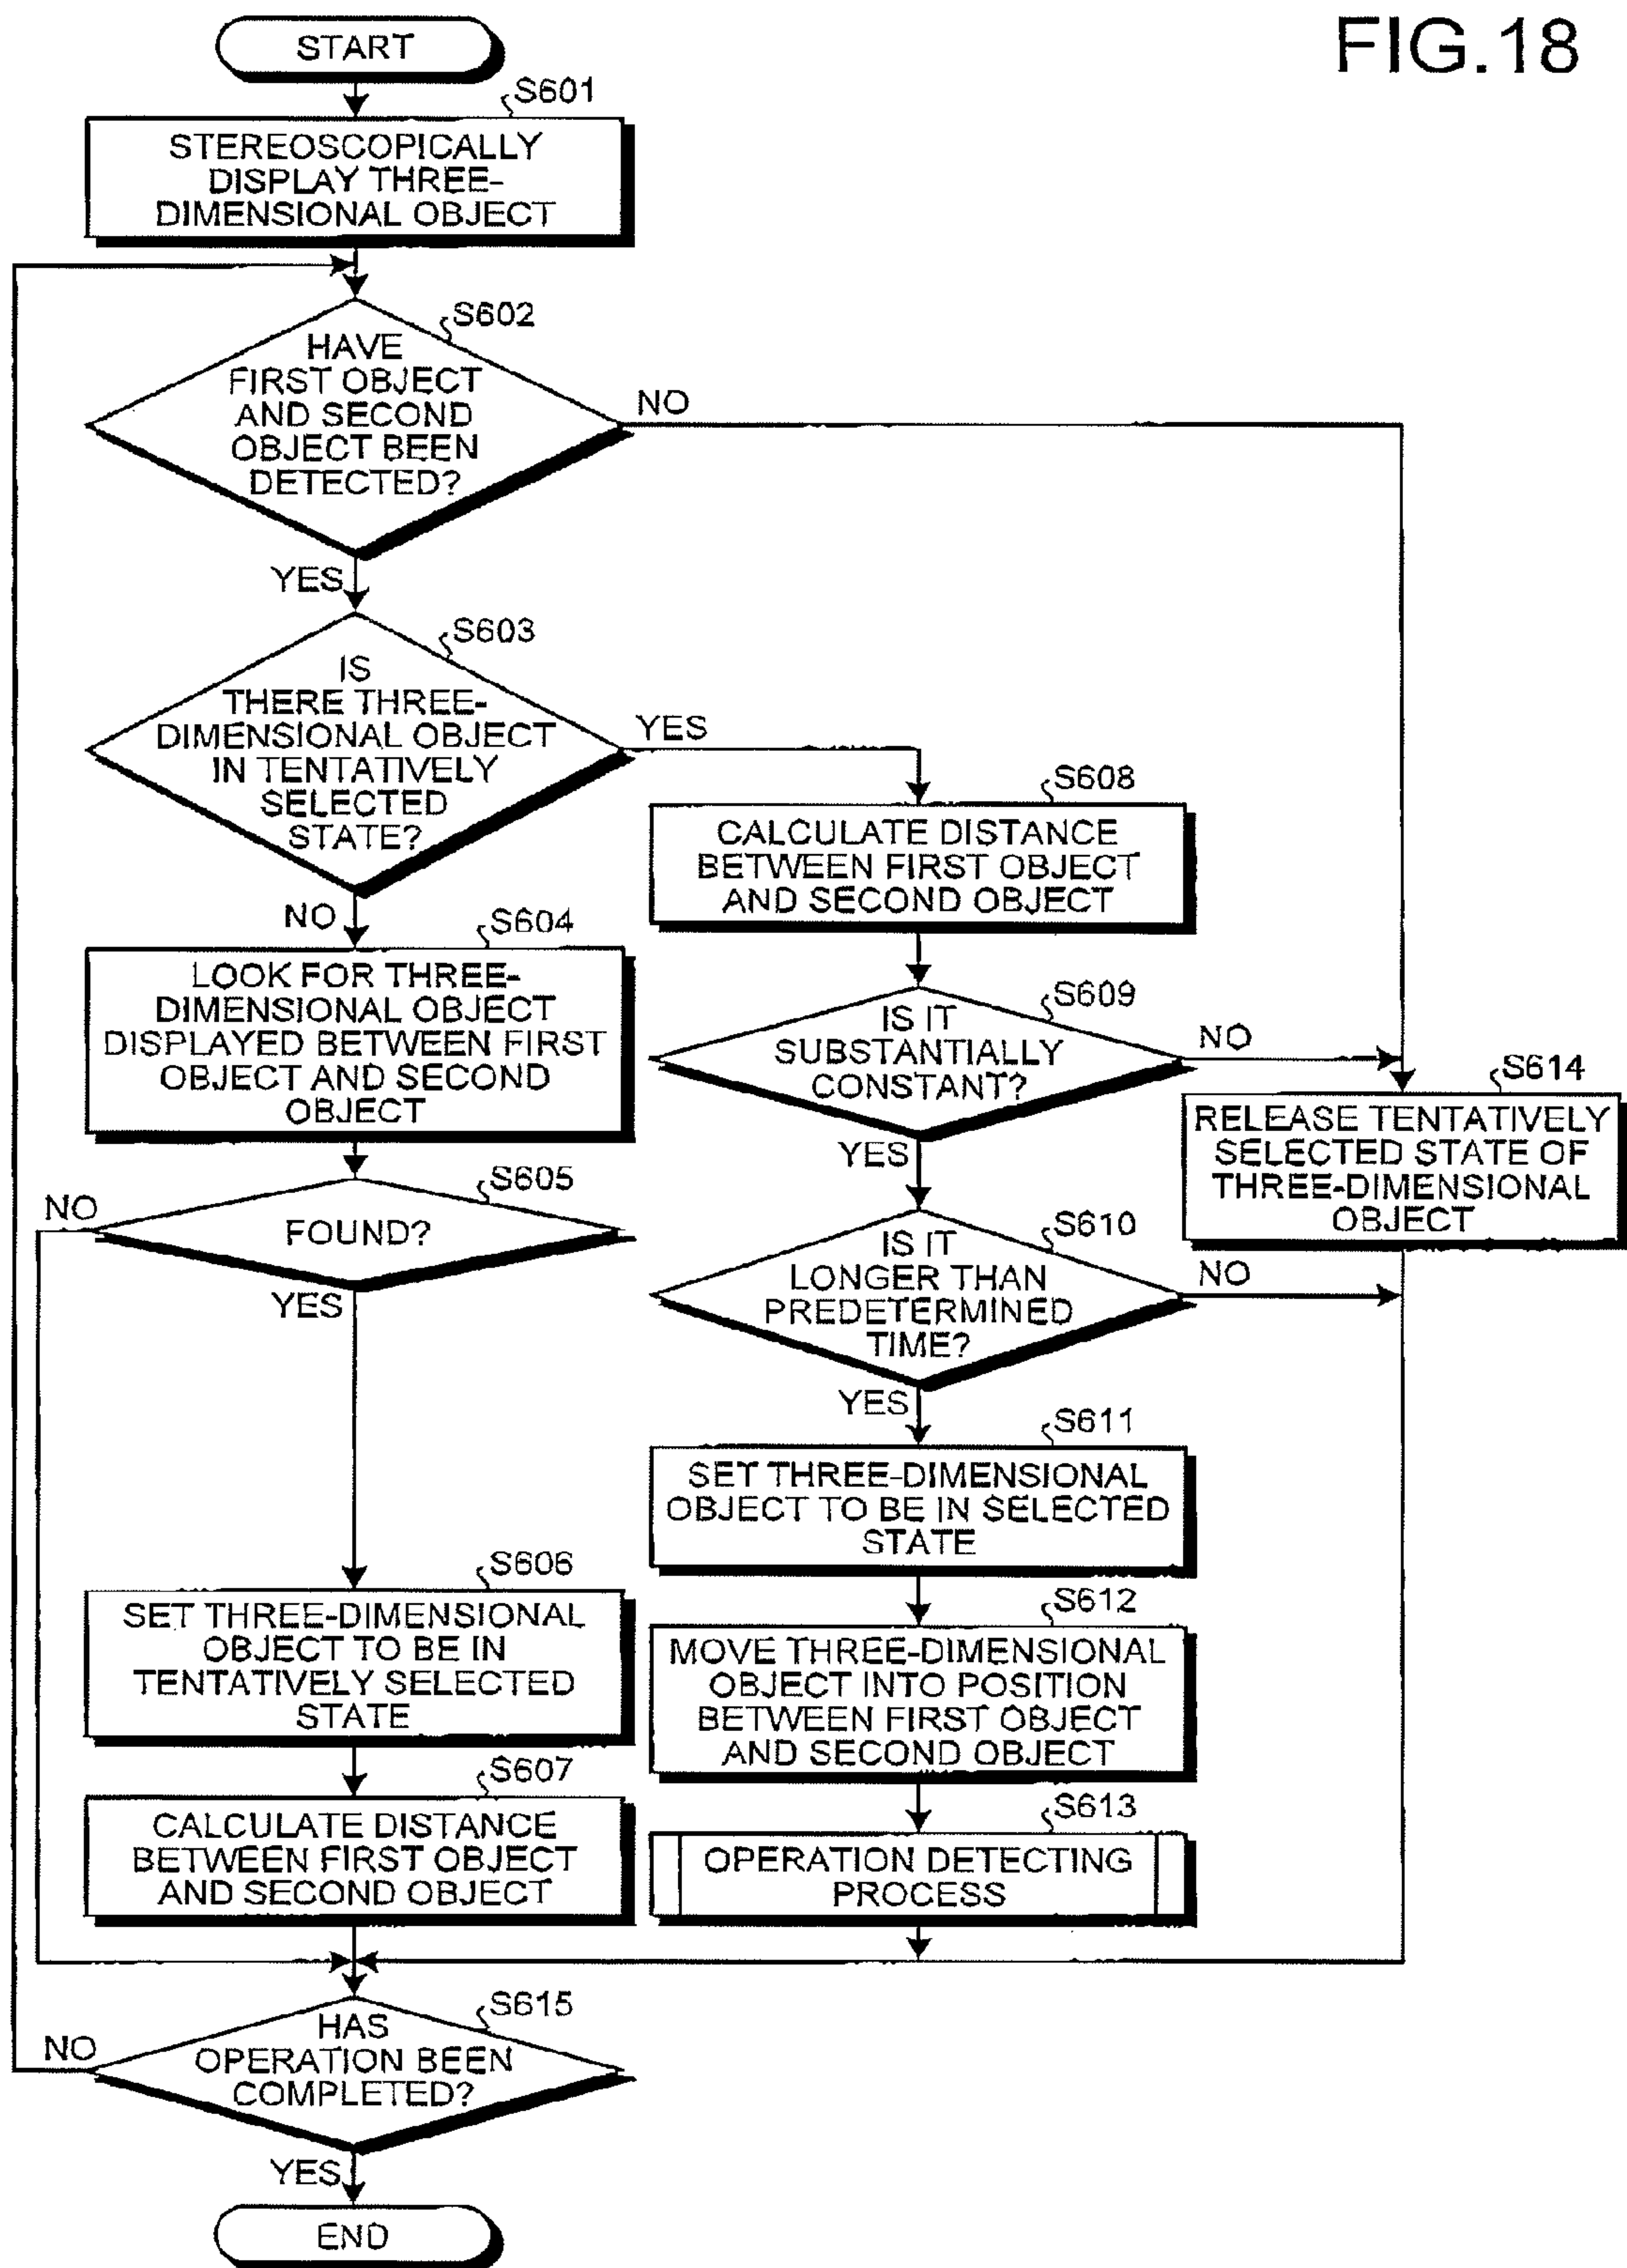 FIG.18
START
S601
STEREOSCOPICALLY
DISPLAY THREE-
DIMENSIONAL OBJECT
S602
HAVE
FIRST OBJECT
AND SECOND
OBJECT BEEN
DETECTED?
NO
YES
S603
IS
THERE THREE-
DIMENSIONAL OBJECT
IN TENTATIVELY
SELECTED
STATE?
YES
NO
S604
LOOK FOR THREE-
DIMENSIONAL OBJECT
DISPLAYED BETWEEN FIRST
OBJECT AND SECOND
OBJECT
S605
FOUND?
NO
YES
S606
SET THREE-DIMENSIONAL
OBJECT TO BE IN
TENTATIVELY SELECTED
STATE
S607
CALCULATE DISTANCE
BETWEEN FIRST OBJECT
AND SECOND OBJECT
S608
CALCULATE DISTANCE
BETWEEN FIRST OBJECT
AND SECOND OBJECT
S609
IS IT
SUBSTANTIALLY
CONSTANT?
NO
YES
S610
IS IT
LONGER THAN
PREDETERMINED
TIME?
NO
YES
S611
SET THREE-DIMENSIONAL
OBJECT TO BE IN SELECTED
STATE
S612
MOVE THREE-DIMENSIONAL
OBJECT INTO POSITION
BETWEEN FIRST OBJECT
AND SECOND OBJECT
S613
OPERATION DETECTING
PROCESS
S614
RELEASE TENTATIVELY
SELECTED STATE OF
THREE-DIMENSIONAL
OBJECT
S615
HAS
OPERATION BEEN
COMPLETED?
NO
YES
END